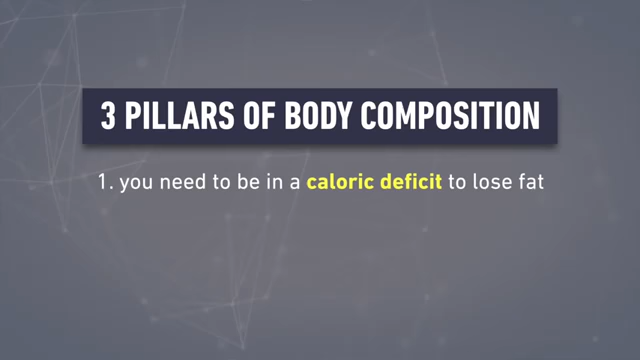 3 PILLARS OF BODY COMPOSITION
1. you need to be in a caloric deficit to lose fat